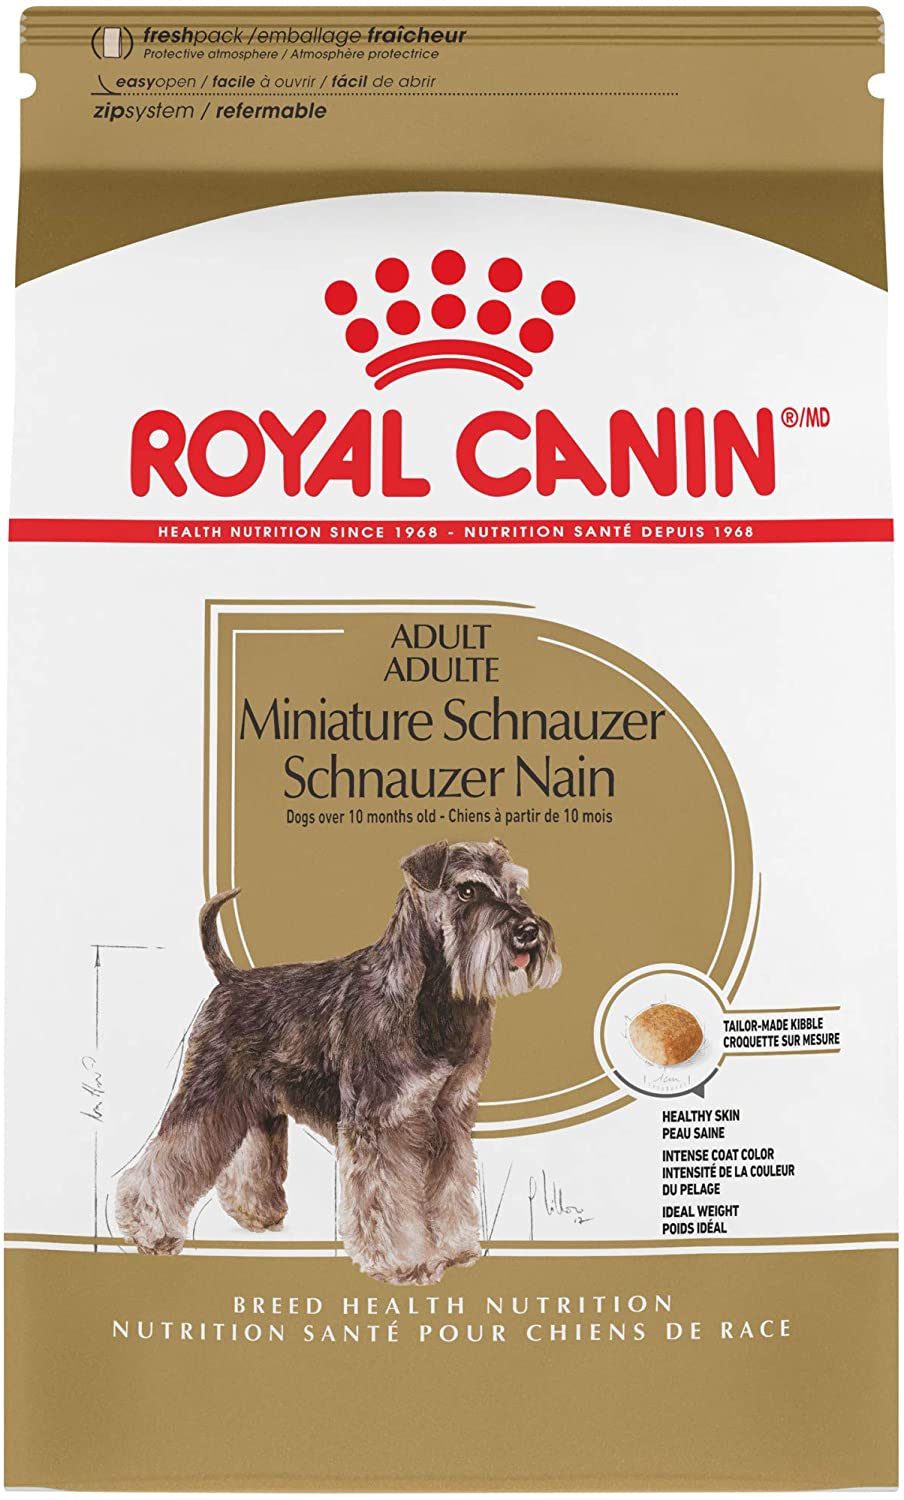 freshpack / emballage fraîcheur
Protective atmosphere / Atmosphère protectrice
easyopen / facile à ouvrir / fácil de abrir
zipsystem / refermable
ROYAL CANIN®/MD
HEALTH NUTRITION SINCE 1968 - NUTRITION SANTÉ DEPUIS 1968
ADULT
ADULTE
Miniature Schnauzer
Schnauzer Nain
Dogs over 10 months old - Chiens à partir de 10 mois
TAILOR-MADE KIBBLE
CROQUETTE SUR MESURE
1cm
HEALTHY SKIN
PEAU SAINE
INTENSE COAT COLOR
INTENSITÉ DE LA COULEUR
DU PELAGE
IDEAL WEIGHT
POIDS IDÉAL
BREED HEALTH NUTRITION
NUTRITION SANTÉ POUR CHIENS DE RACE